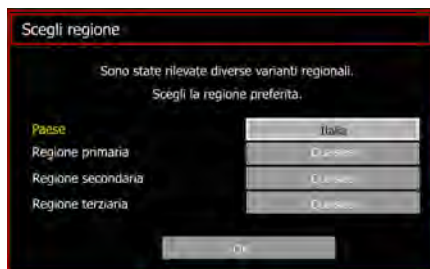 Scegli regione
Sono state rilevate diverse varianti regionali.
Scegli la regione preferita.
Paese Italia
Regione primaria
Regione secondaria
Regione terziaria
OK